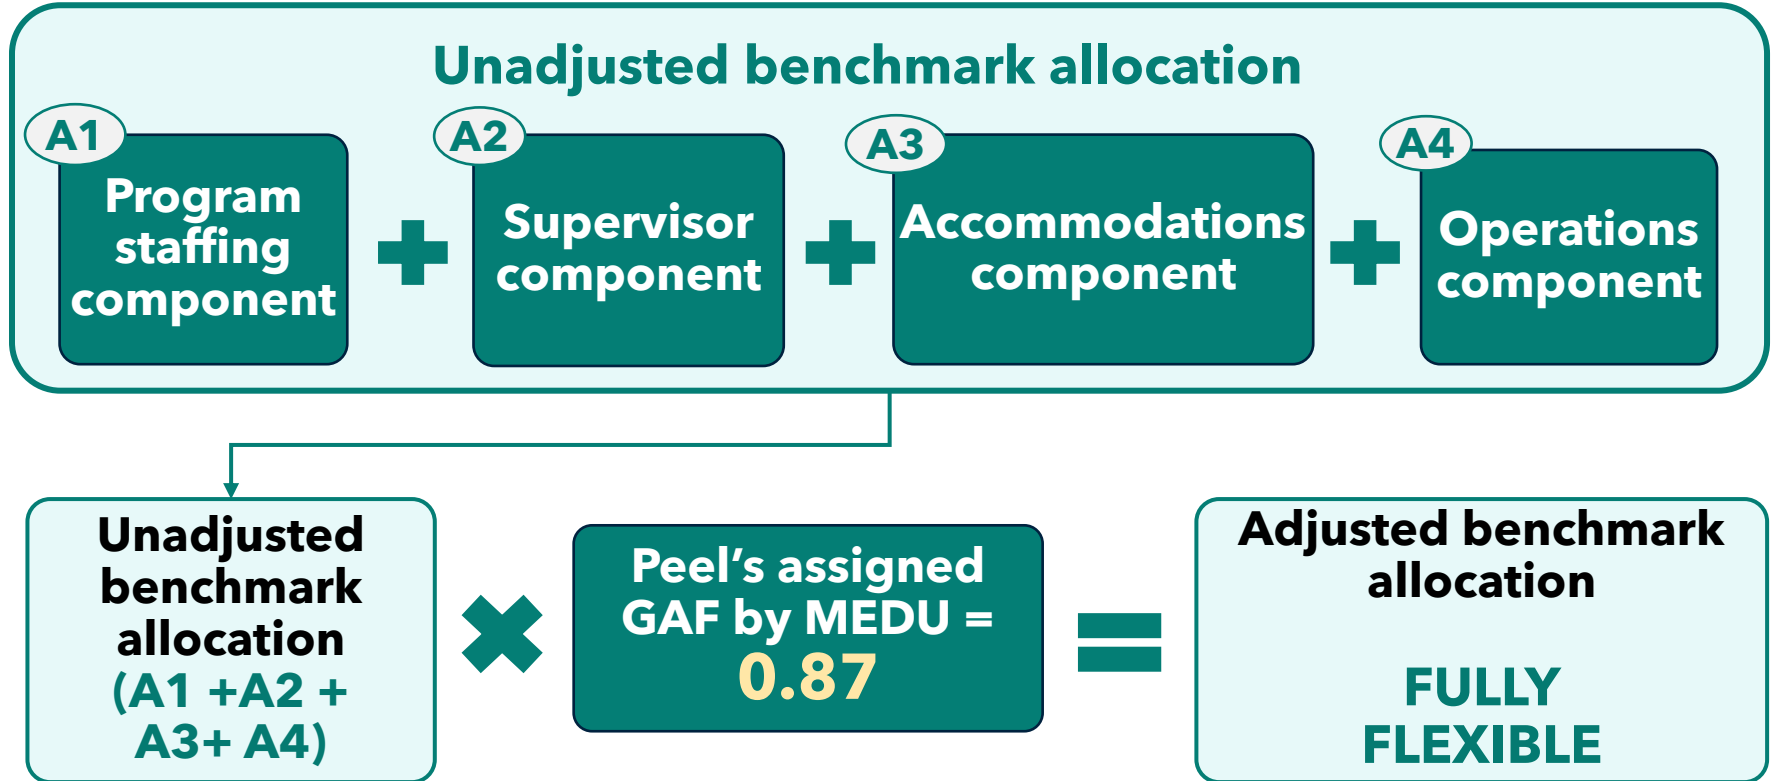 Unadjusted benchmark allocation
A1
Program
staffing
component
A2
Supervisor
component
A3
Accommodations
component
A4
Operations
component
Unadjusted
benchmark
allocation
(A1 +A2 +
A3+ A4)
Peel’s assigned
GAF by MEDU =
0.87
Adjusted benchmark
allocation
FULLY
FLEXIBLE